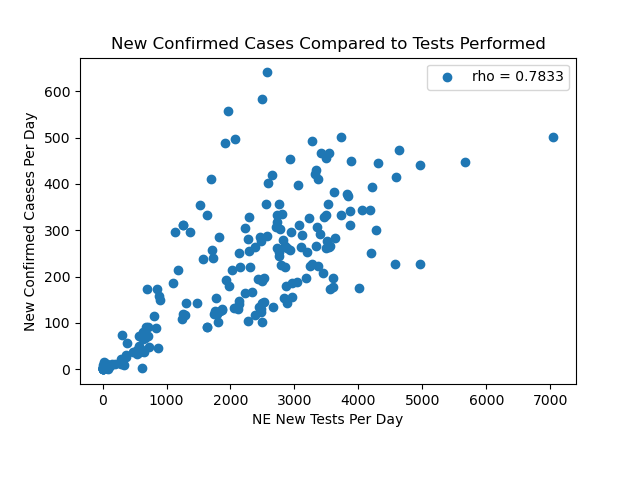 New Confirmed Cases Compared to Tests Performed
rho = 0.7833
600
500
400
300
200
100
0
New Confirmed Caeses Per Day
0 1000 2000 3000 4000 5000 6000 7000
NE New Tests Per Day